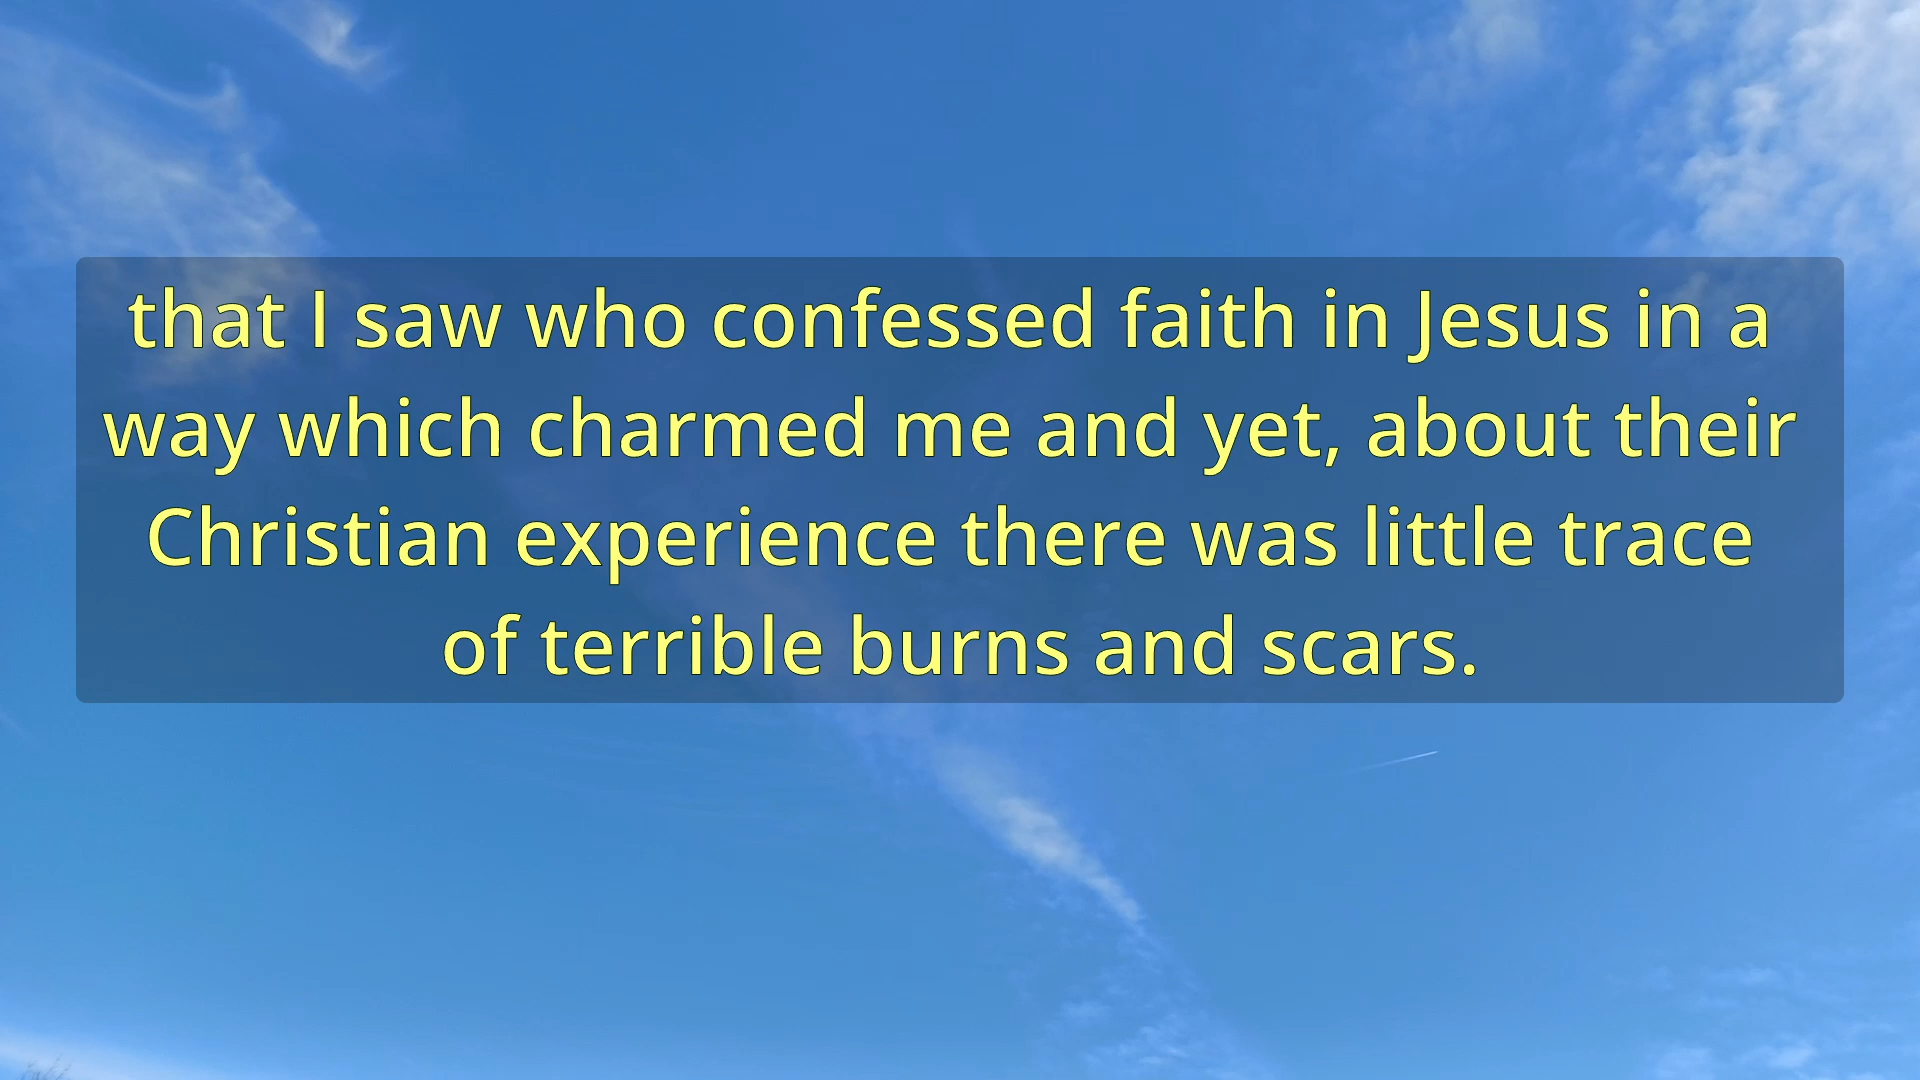 that I saw who confessed faith in Jesus in a
way which charmed me and yet, about their
Christian experience there was little trace
of terrible burns and scars.